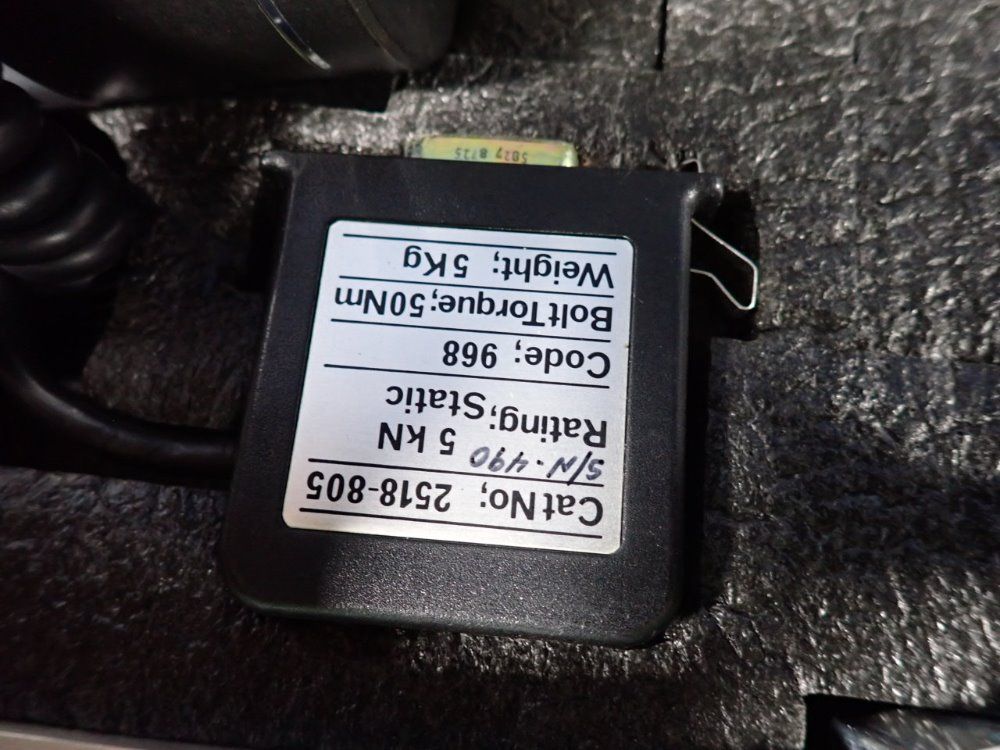 CatNo; 2518-805
S/N-490 5 kN
Rating;Static
Code; 968
BoltTorque;50Nm
Weight; 5Kg